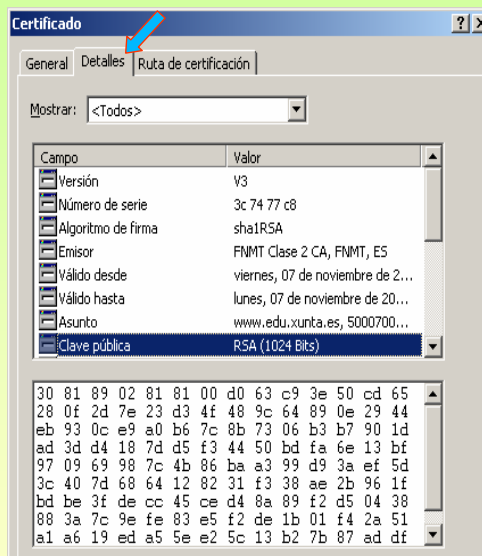 Certificado
General Detalles Ruta de certificación
Mostrar: <Todos>
Campo Valor
Versión V3
Número de serie 3c 74 77 c8
Algoritmo de firma sha1RSA
Emisor FNMT Clase 2 CA, FNMT, ES
Válido desde viernes, 07 de noviembre de 2...
Válido hasta lunes, 07 de noviembre de 20...
Asunto www.edu.xunta.es, 5000700...
Clave pública RSA (1024 Bits)
30 81 89 02 81 81 00 d0 63 c9 3e 50 cd 65
28 0f 2d 7e 23 d3 4f 48 9c 64 89 0e 29 44
eb 93 0c e9 a0 b6 7c 8b 73 06 b3 b7 90 1d
ad 3d d4 18 7d d5 f3 44 50 bd fa 6e 13 bf
97 09 69 98 7c 4b 86 ba a3 99 d9 3a ef 5d
3c 40 7d 68 64 12 82 31 f3 38 ae 2b 96 1f
bd be 3f de cc 45 ce d4 8a 89 f2 d5 04 38
88 3a 7c 9e fe 83 e5 f2 de 1b 01 f4 2a 51
a1 a6 19 ed a5 5e e2 5c 13 b2 7b 87 ad df